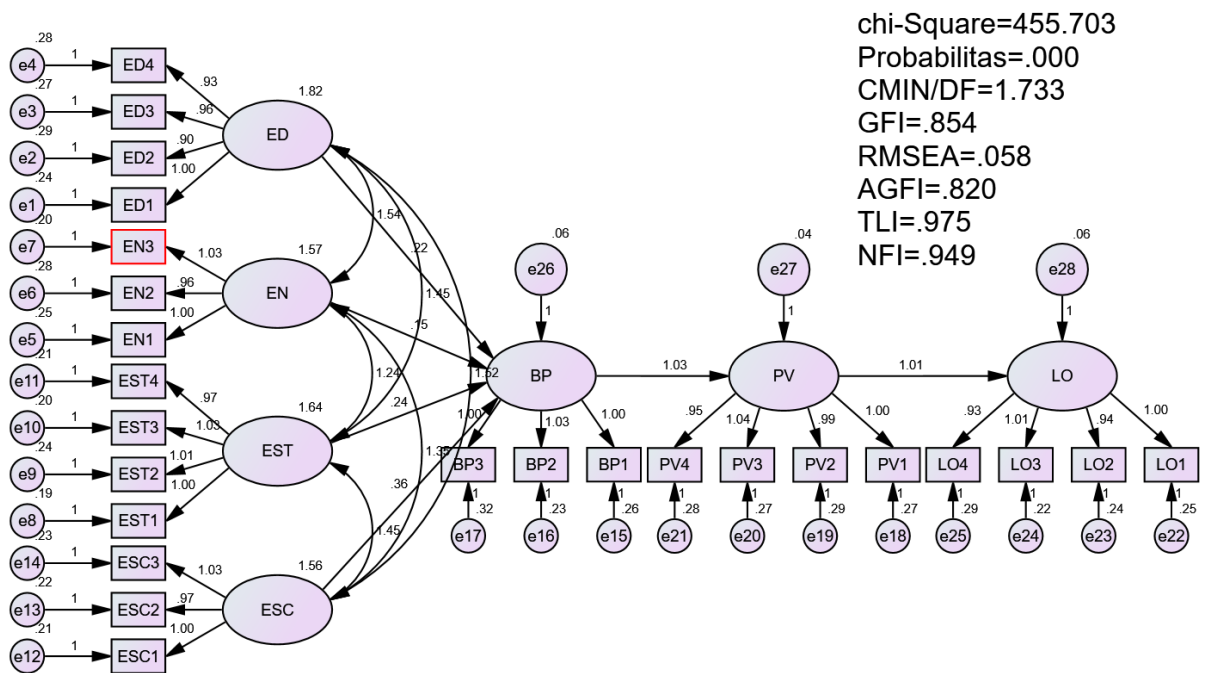 chi-Square=455.703
Probabilitas=.000
CMIN/DF=1.733
GFI=.854
RMSEA=.058
AGFI=.820
TLI=.975
NFI=.949
.28
e4 1 ED4 .93
.27
e3 1 ED3 .96
.29
e2 1 ED2 .90
.24
e1 1 ED1 1.00
1.82
ED
.20
e7 1 EN3 1.03
.28
e6 1 EN2 .96
.25
e5 1 EN1 1.00
1.57
EN
.21
e11 1 EST4 .97
.20
e10 1 EST3 1.03
.24
e9 1 EST2 1.01
.19
e8 1 EST1 1.00
1.64
EST
.23
e14 1 ESC3 1.03
.22
e13 1 ESC2 .97
.21
e12 1 ESC1 1.00
1.56
ESC
1.54
.22
1.45
.15
1.24
1.52
.24
1.35
.36
1.45
.06 .04 .06
e26 e27 e28
1 1 1
BP 1.03 PV 1.01 LO
1.00 1.03 1.00 .95 1.04 .99 1.00 .93 1.01 .94 1.00
BP3 BP2 BP1 PV4 PV3 PV2 PV1 LO4 LO3 LO2 LO1
1 1 1 1 1 1 1 1 1 1 1
.32 .23 .26 .28 .27 .29 .27 .29 .22 .24 .25
e17 e16 e15 e21 e20 e19 e18 e25 e24 e23 e22